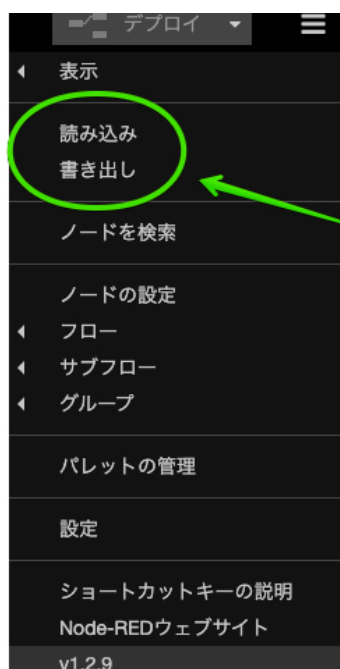 デプロイ
表示
読み込み
書き出し
ノードを検索
ノードの設定
フロー
サブフロー
グループ
パレットの管理
設定
ショートカットキーの説明
Node-REDウェブサイト
v1.2.9